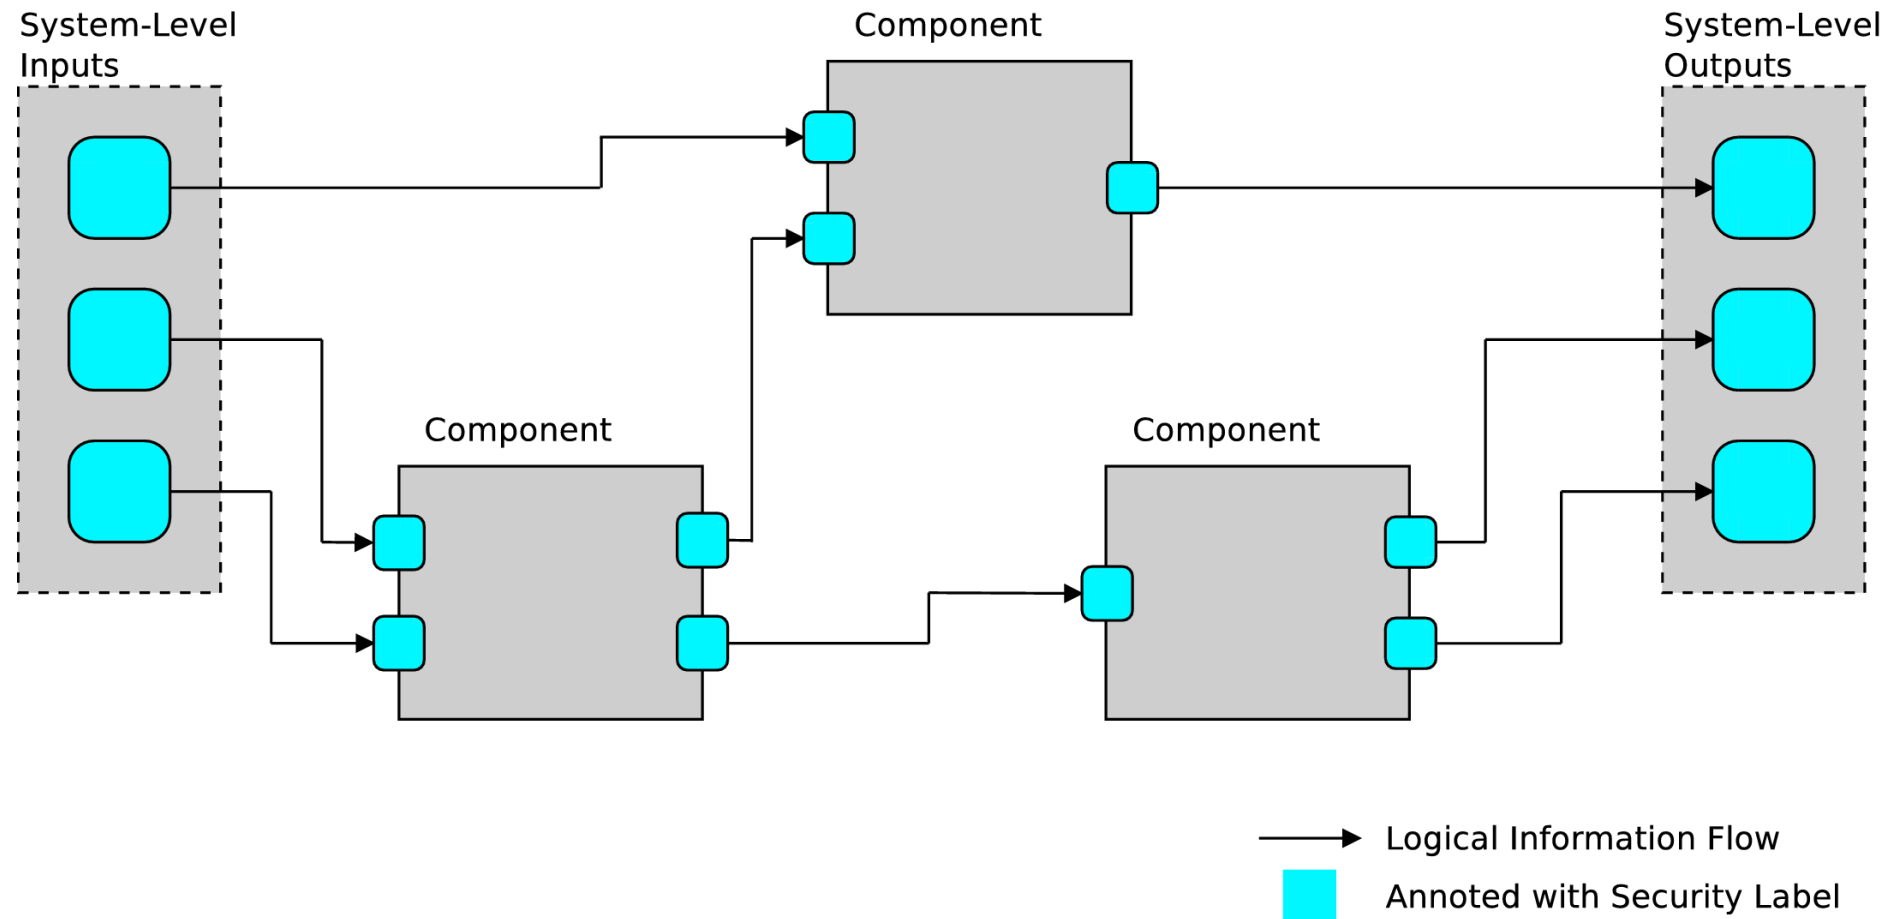 System-Level
Inputs
Component
System-Level
Outputs
Component
Component
Logical Information Flow
Annoted with Security Label